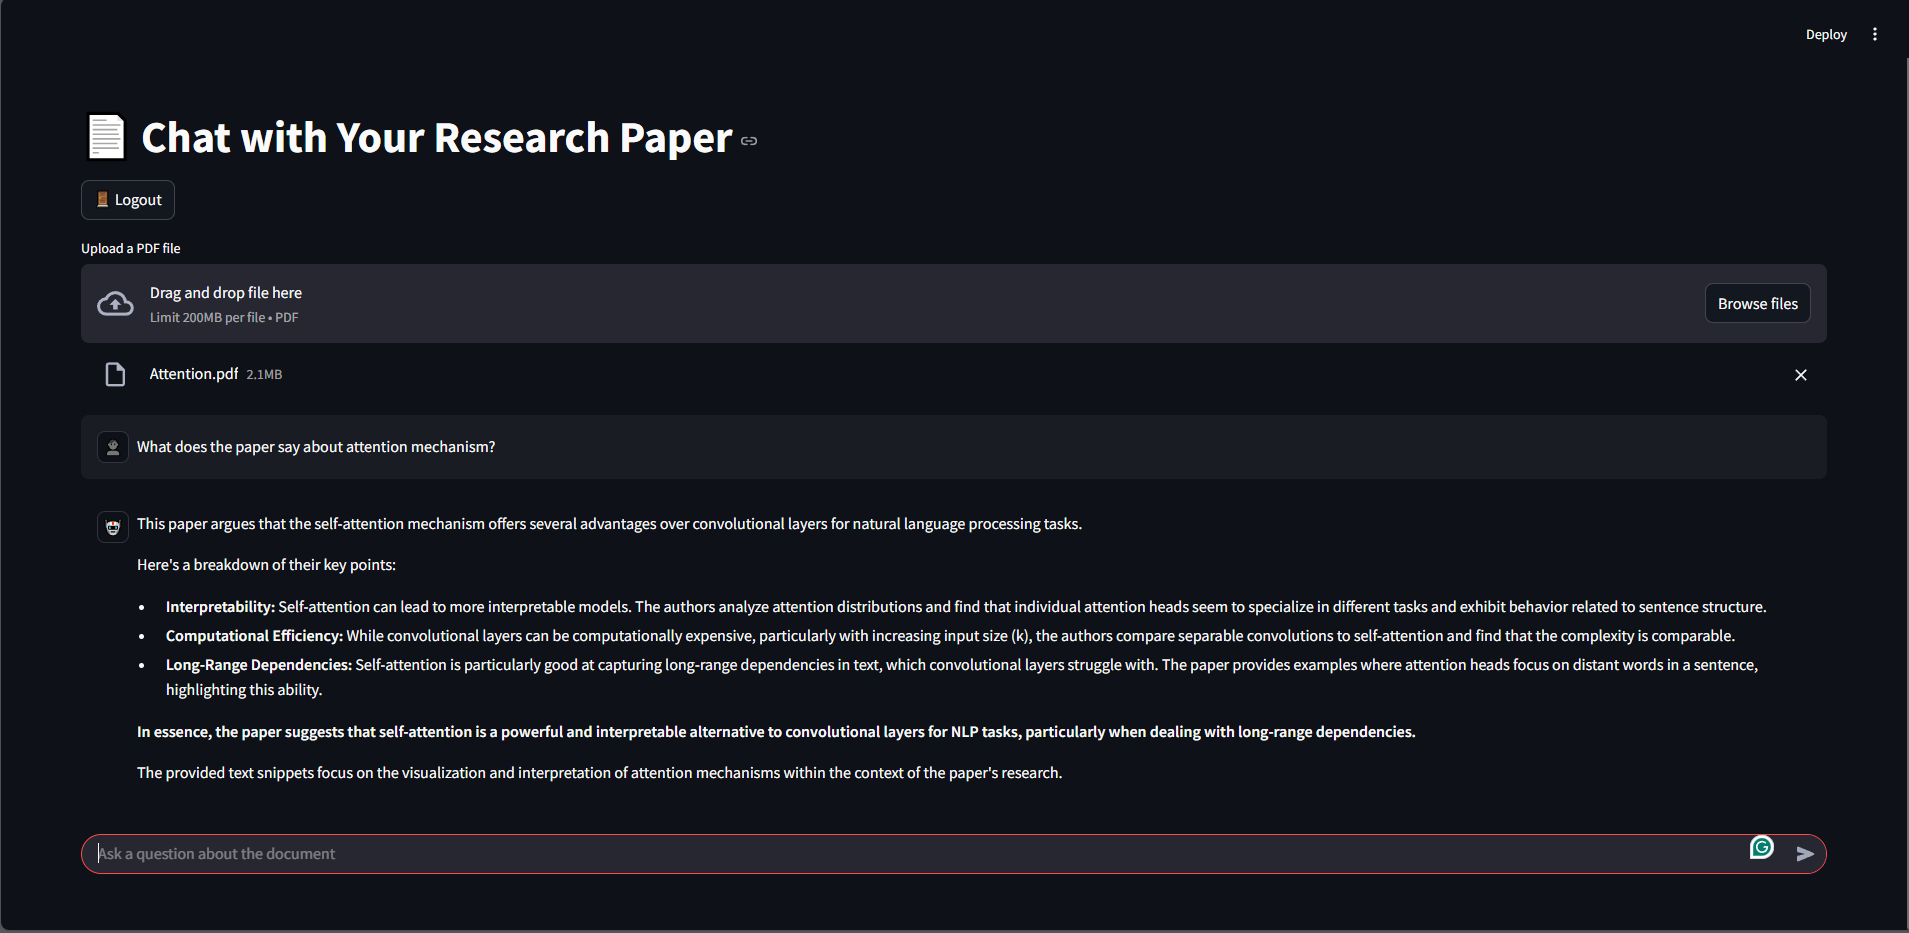 Deploy
Chat with Your Research Paper
Logout
Upload a PDF file
Drag and drop file here
Limit 200MB per file • PDF
Browse files
Attention.pdf 2.1MB
What does the paper say about attention mechanism?
This paper argues that the self-attention mechanism offers several advantages over convolutional layers for natural language processing tasks.
Here's a breakdown of their key points:
• Interpretability: Self-attention can lead to more interpretable models. The authors analyze attention distributions and find that individual attention heads seem to specialize in different tasks and exhibit behavior related to sentence structure.
• Computational Efficiency: While convolutional layers can be computationally expensive, particularly with increasing input size (k), the authors compare separable convolutions to self-attention and find that the complexity is comparable.
• Long-Range Dependencies: Self-attention is particularly good at capturing long-range dependencies in text, which convolutional layers struggle with. The paper provides examples where attention heads focus on distant words in a sentence,
highlighting this ability.
In essence, the paper suggests that self-attention is a powerful and interpretable alternative to convolutional layers for NLP tasks, particularly when dealing with long-range dependencies.
The provided text snippets focus on the visualization and interpretation of attention mechanisms within the context of the paper's research.
Ask a question about the document